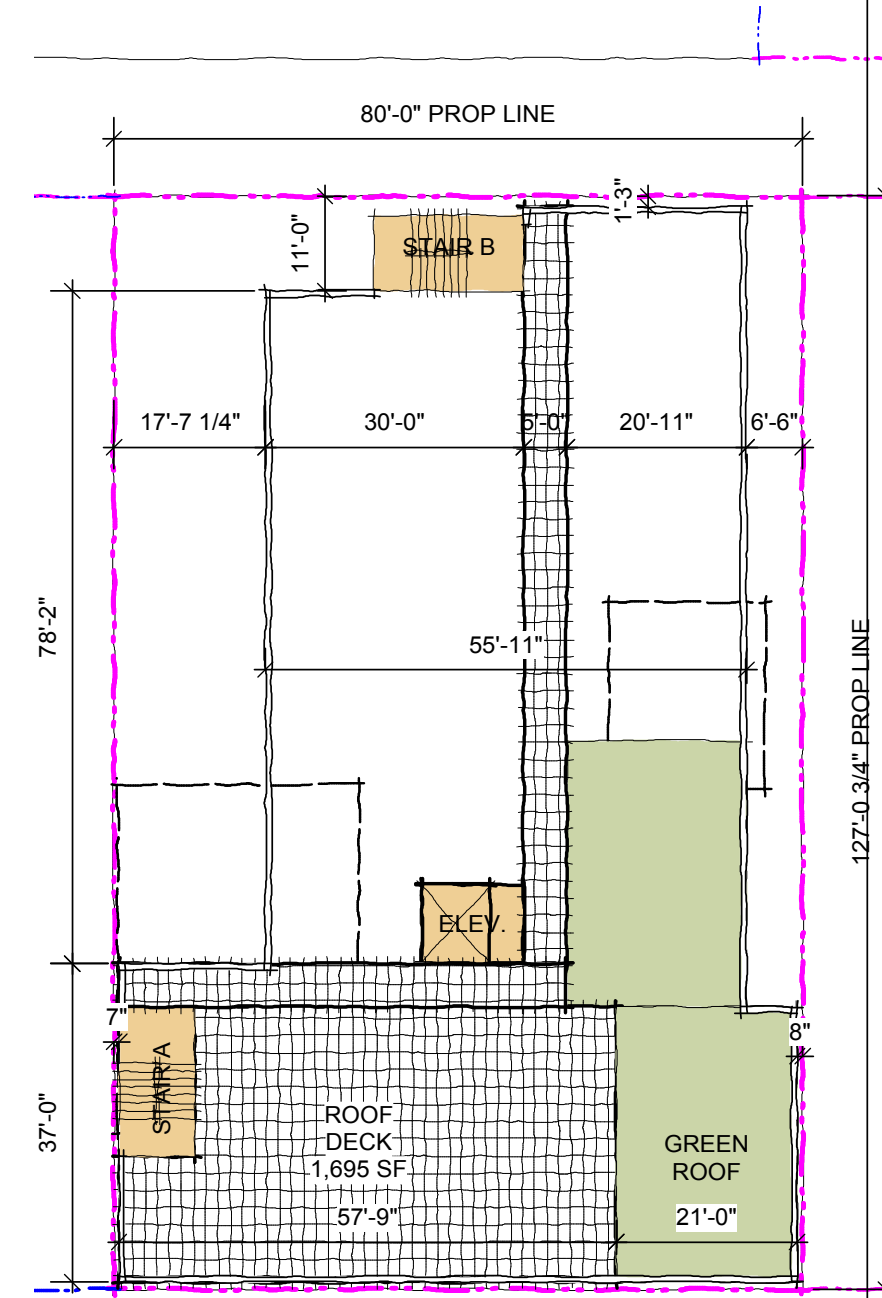 80'-0" PROP LINE
1'-3"
11'-0"
STAIR B
17'-7 1/4"
30'-0"
5'-0"
20'-11"
6'-6"
78'-2"
55'-11"
127'-0 3/4" PROP LINE
ELEV.
7"
8"
STAIR A
37'-0"
ROOF
DECK
1,695 SF
GREEN
ROOF
57'-9"
21'-0"